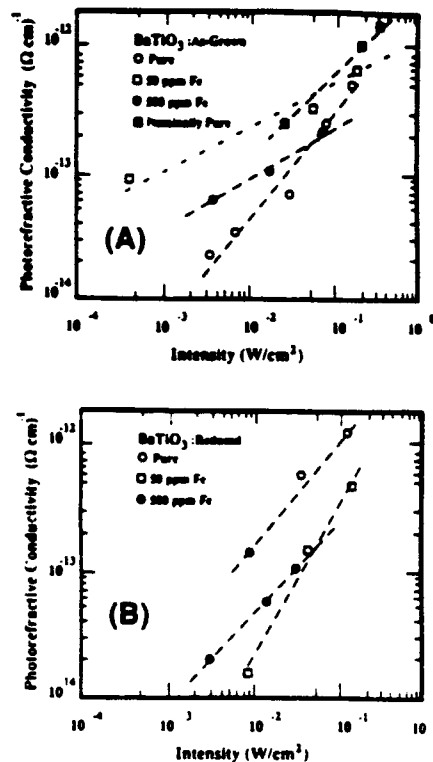 Photorefractive Conductivity (Ω cm)⁻¹
10⁻¹²
10⁻¹³
10⁻¹⁴
BaTiO₃ :As-Grown
Pure
50 ppm Fe
500 ppm Fe
Nominally Pure
(A)
10⁻⁴ 10⁻³ 10⁻² 10⁻¹ 10⁰
Intensity (W/cm²)
Photorefractive Conductivity (Ω cm)⁻¹
10⁻¹²
10⁻¹³
10⁻¹⁴
BaTiO₃ :Reduced
Pure
50 ppm Fe
500 ppm Fe
(B)
10⁻⁴ 10⁻³ 10⁻² 10⁻¹ 10⁰
Intensity (W/cm²)